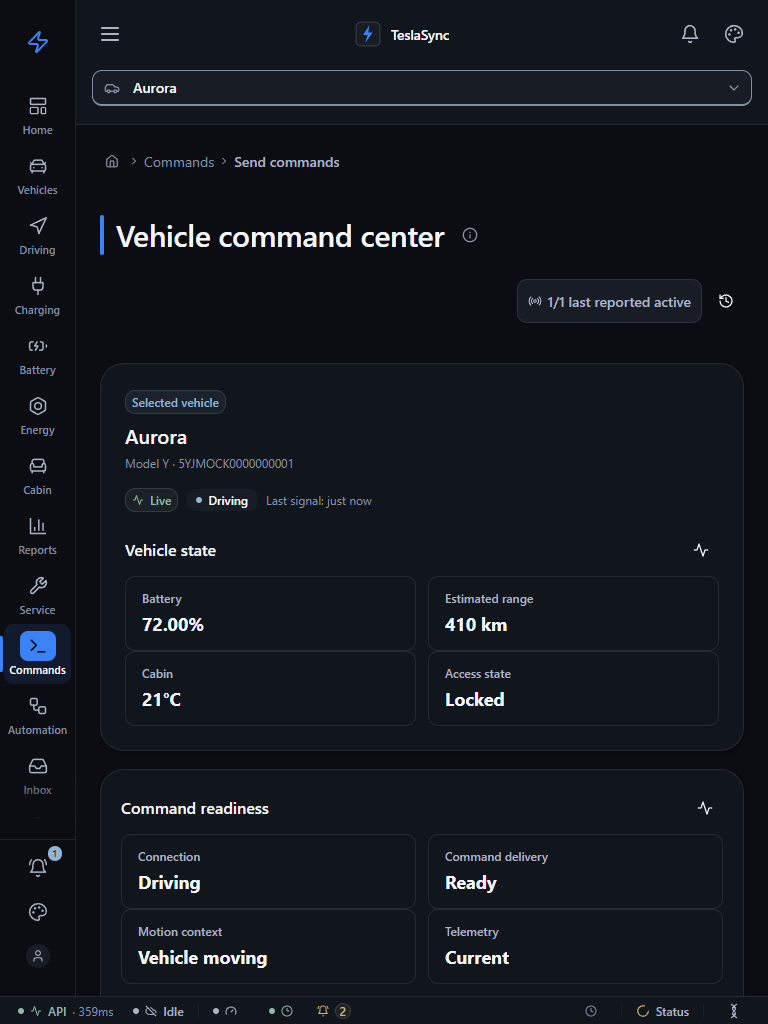 TeslaSync
Aurora
Home
Vehicles
Driving
Charging
Battery
Energy
Cabin
Reports
Service
Commands
Automation
Inbox
1
Commands
Send commands
Vehicle command center
1/1 last reported active
Selected vehicle
Aurora
Model Y · 5YJMOCK0000000001
Live
Driving
Last signal: just now
Vehicle state
Battery
72.00%
Estimated range
410 km
Cabin
21°C
Access state
Locked
Command readiness
Connection
Driving
Command delivery
Ready
Motion context
Vehicle moving
Telemetry
Current
API · 359ms
Idle
2
Status